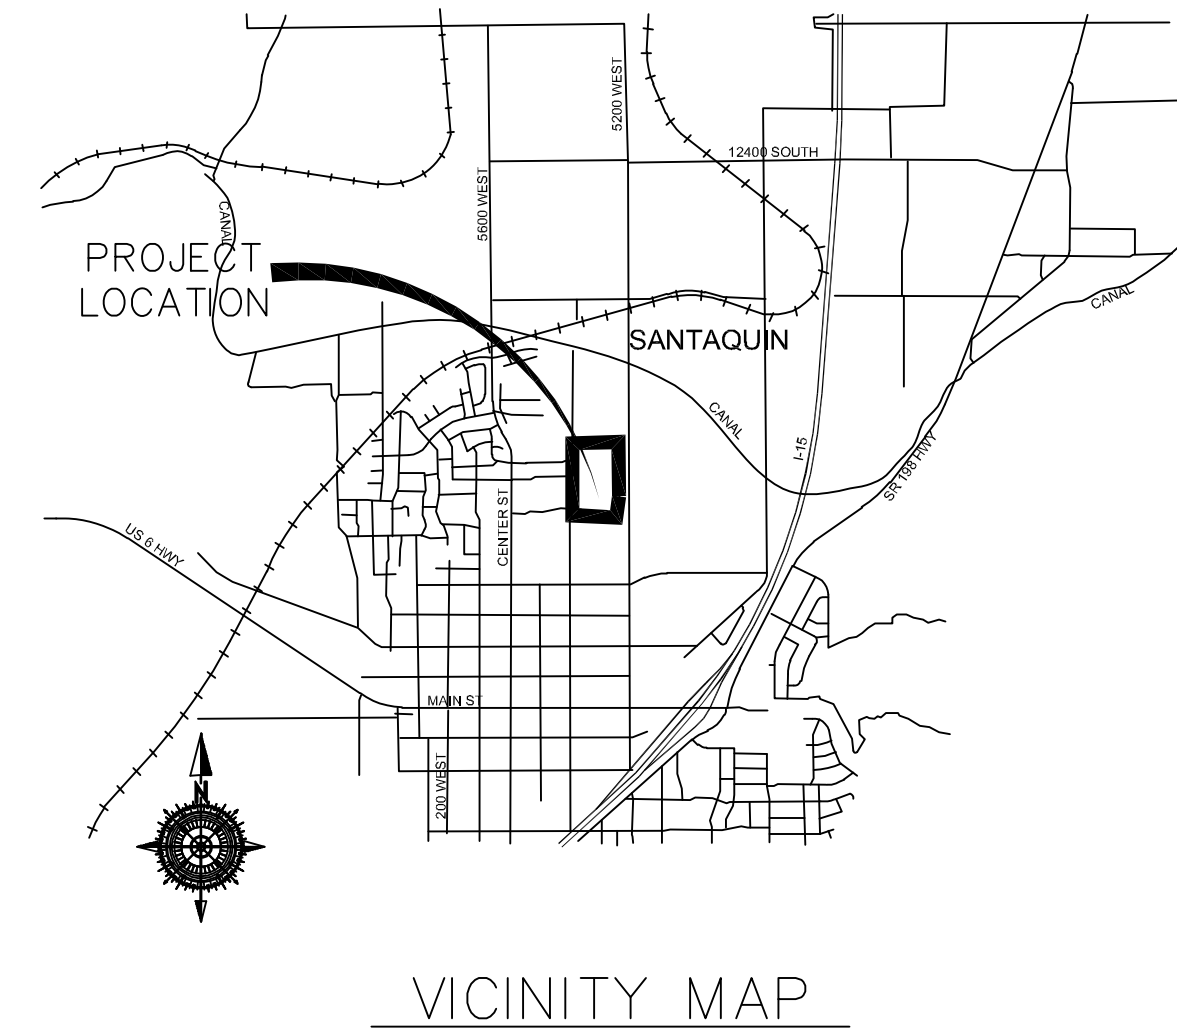 5200 WEST
12400 SOUTH
5600 WEST
CANAL
PROJECT
LOCATION
CANAL
SANTAQUIN
CANAL
I-15
SR 198 HWY
CENTER ST
US 6 HWY
MAIN ST
200 WEST
N
VICINITY MAP